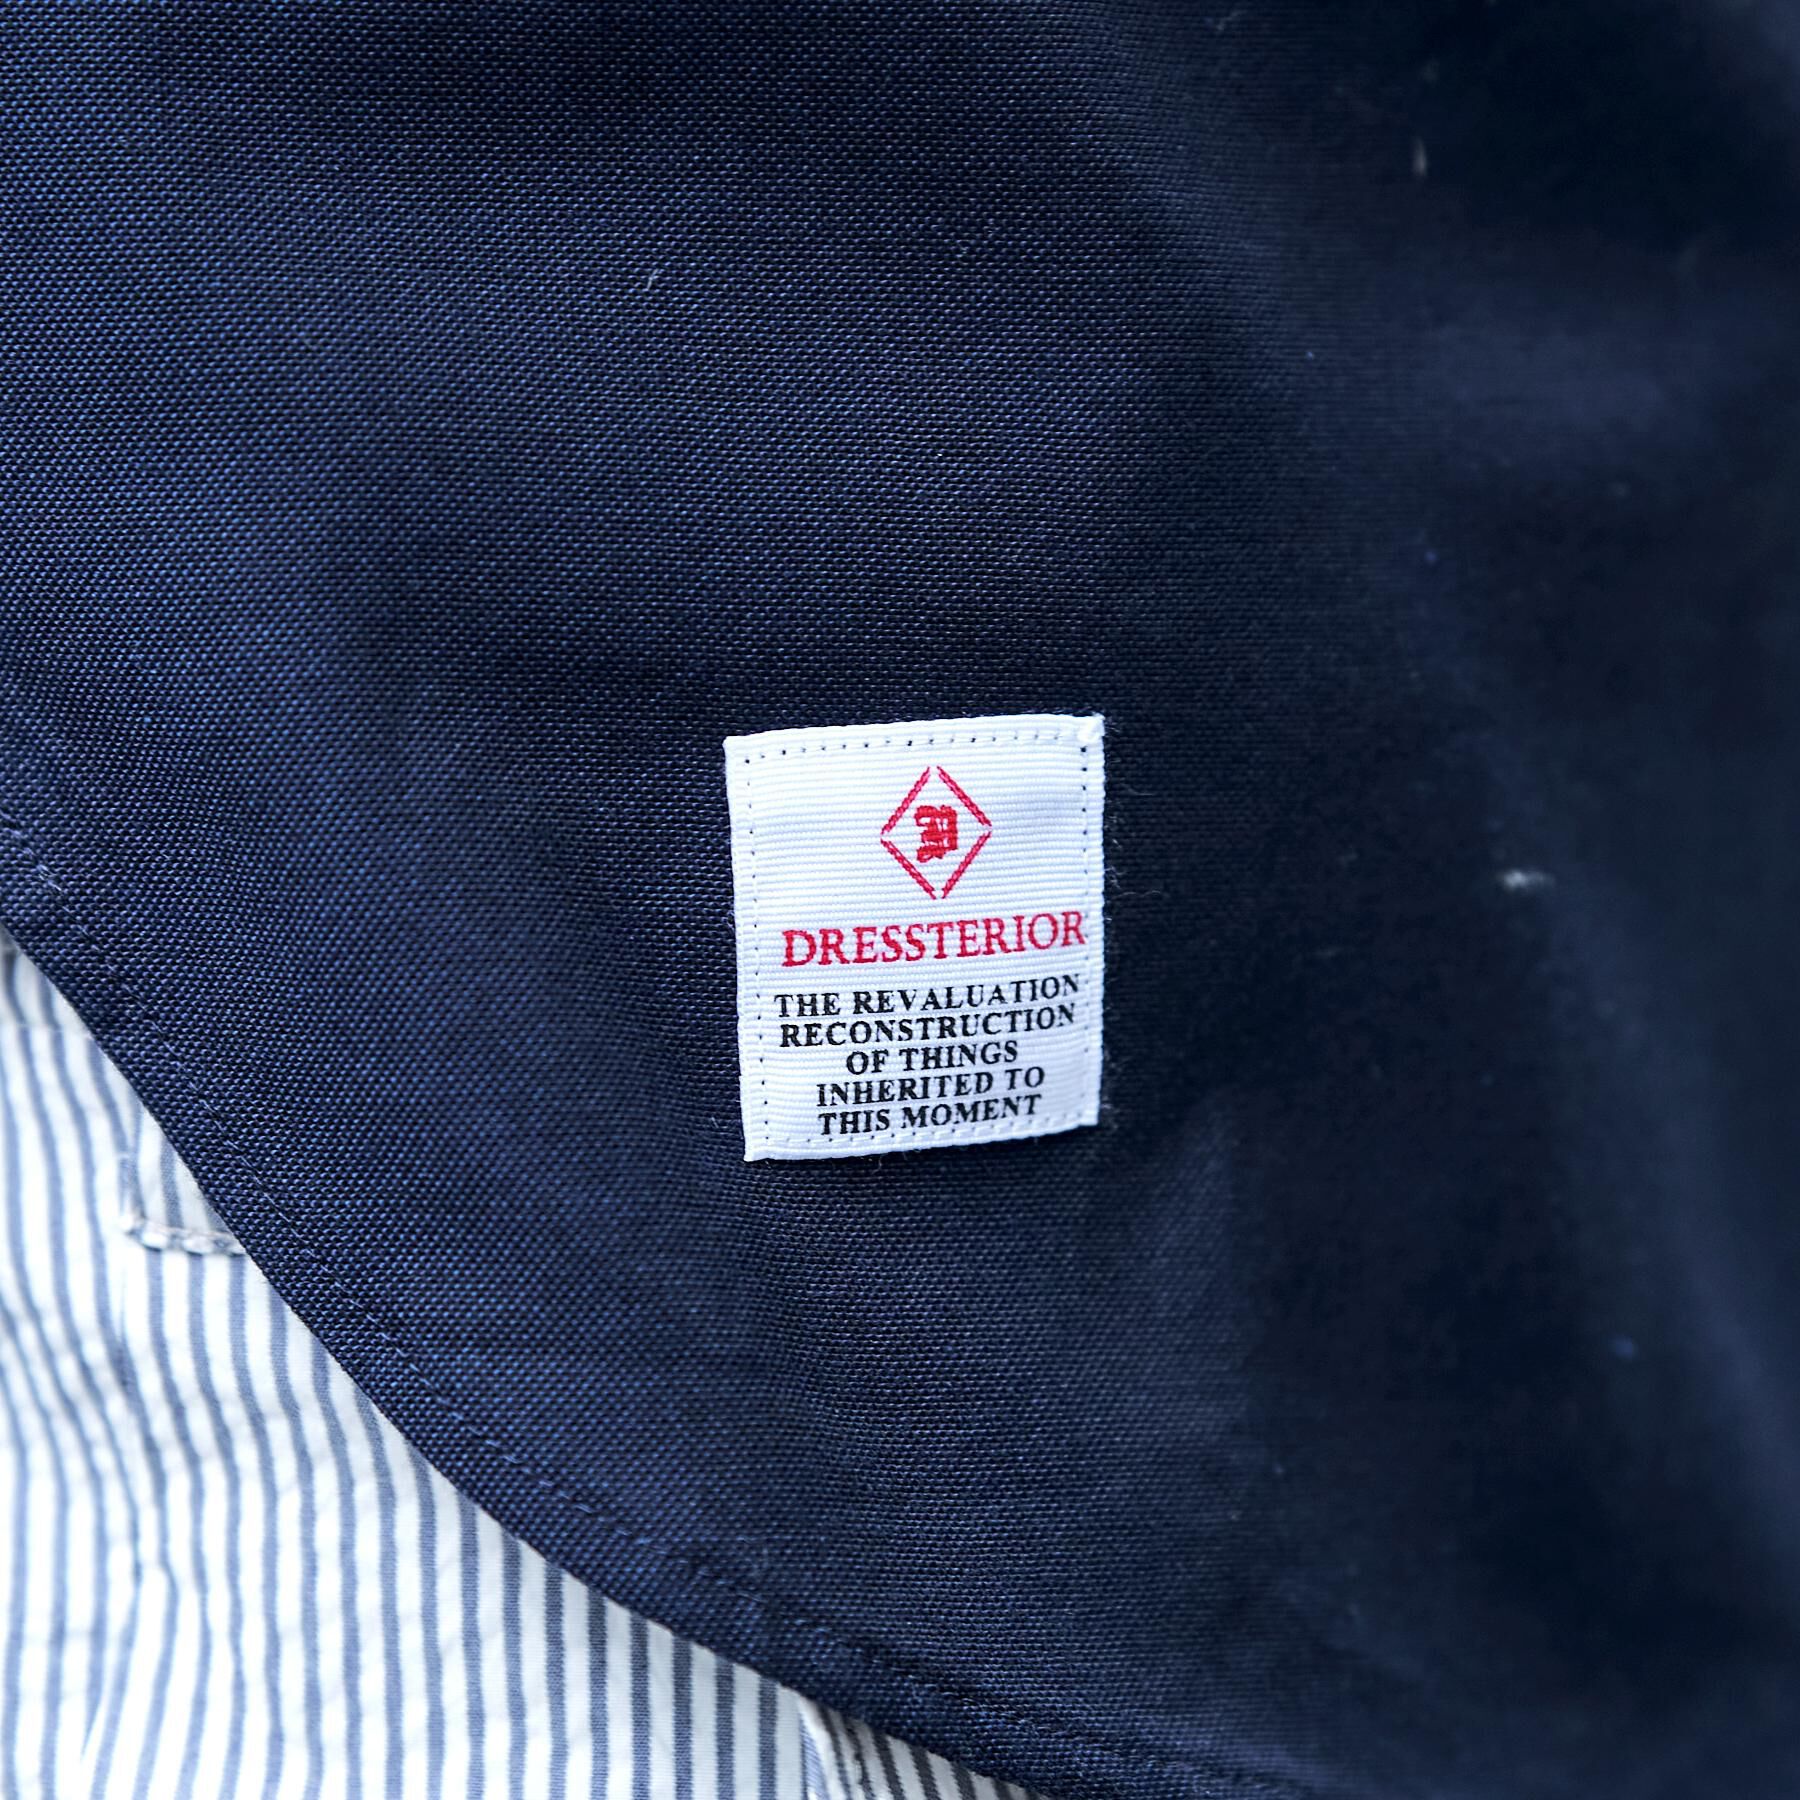 DRESSTERIOR
THE REVALUATION
RECONSTRUCTION
OF THINGS
INHERITED TO
THIS MOMENT